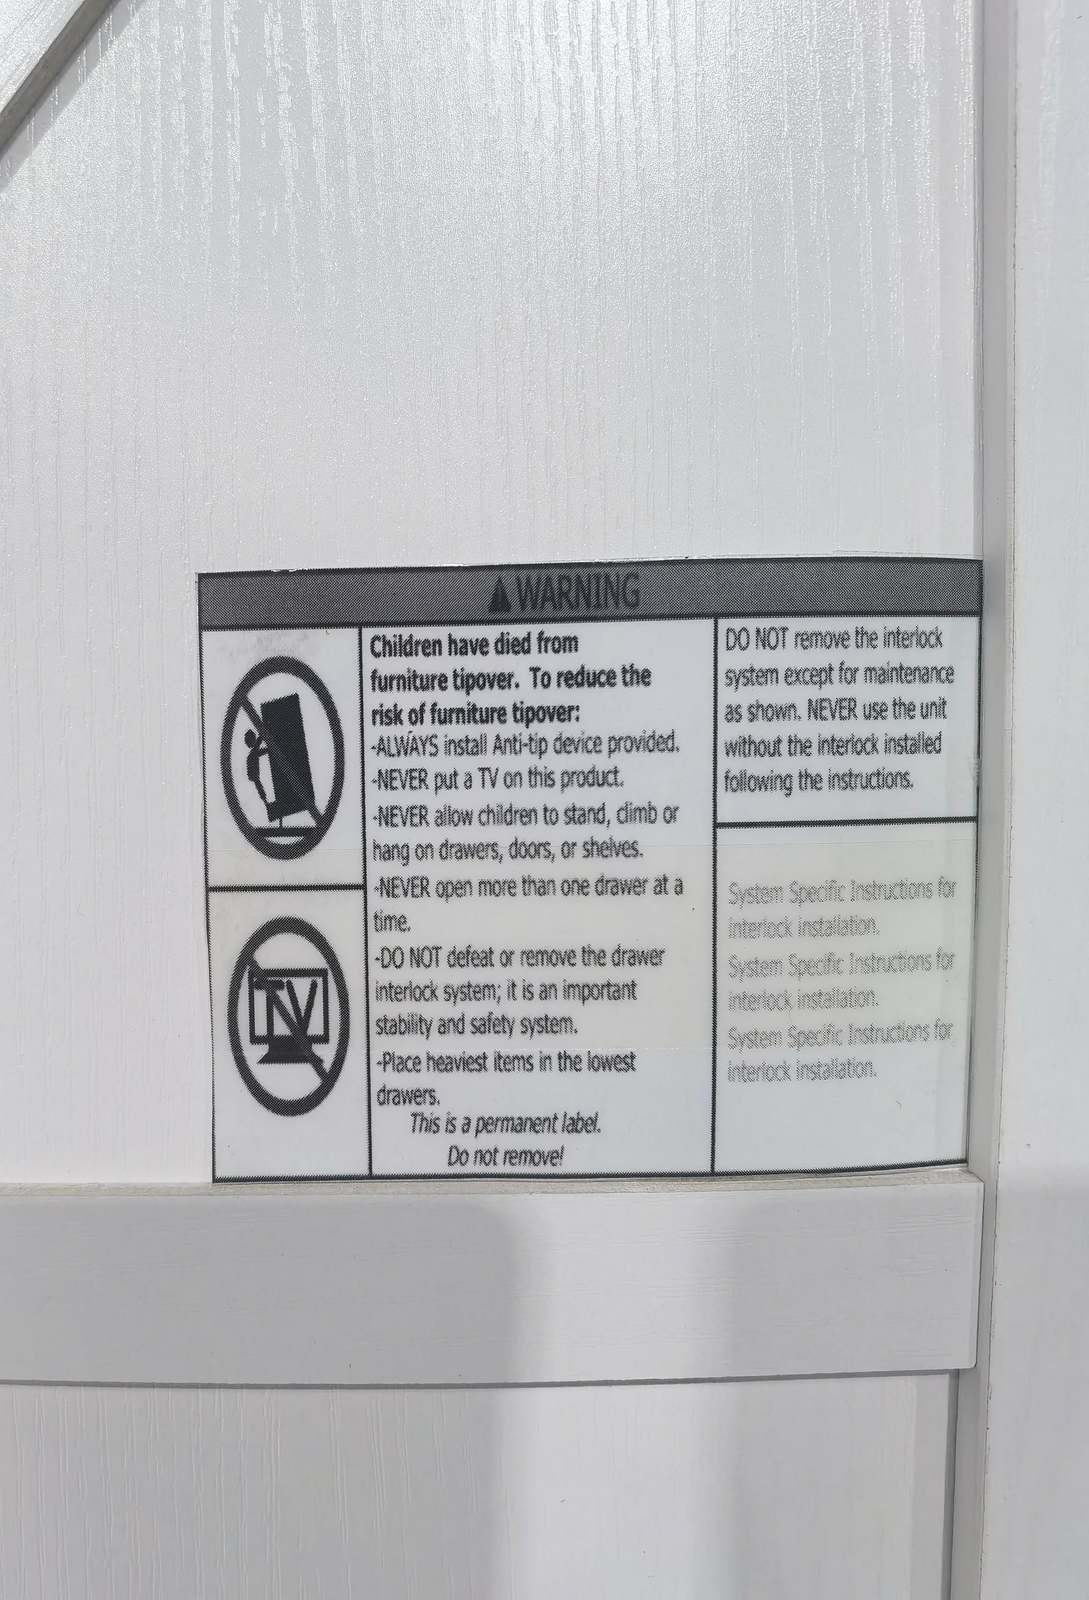 WARNING
Children have died from
furniture tipover. To reduce the
risk of furniture tipover:
-ALWAYS install Anti-tip device provided.
-NEVER put a TV on this product.
-NEVER allow children to stand, climb or
hang on drawers, doors, or shelves.
-NEVER open more than one drawer at a
time.
-DO NOT defeat or remove the drawer
interlock system; it is an important
stability and safety system.
-Place heaviest items in the lowest
drawers.
This is a permanent label.
Do not remove!
TV
DO NOT remove the interlock
system except for maintenance
as shown. NEVER use the unit
without the interlock installed
following the instructions.
System Specific Instructions for
interlock installation.
System Specific Instructions for
interlock installation.
System Specific Instructions for
interlock installation.